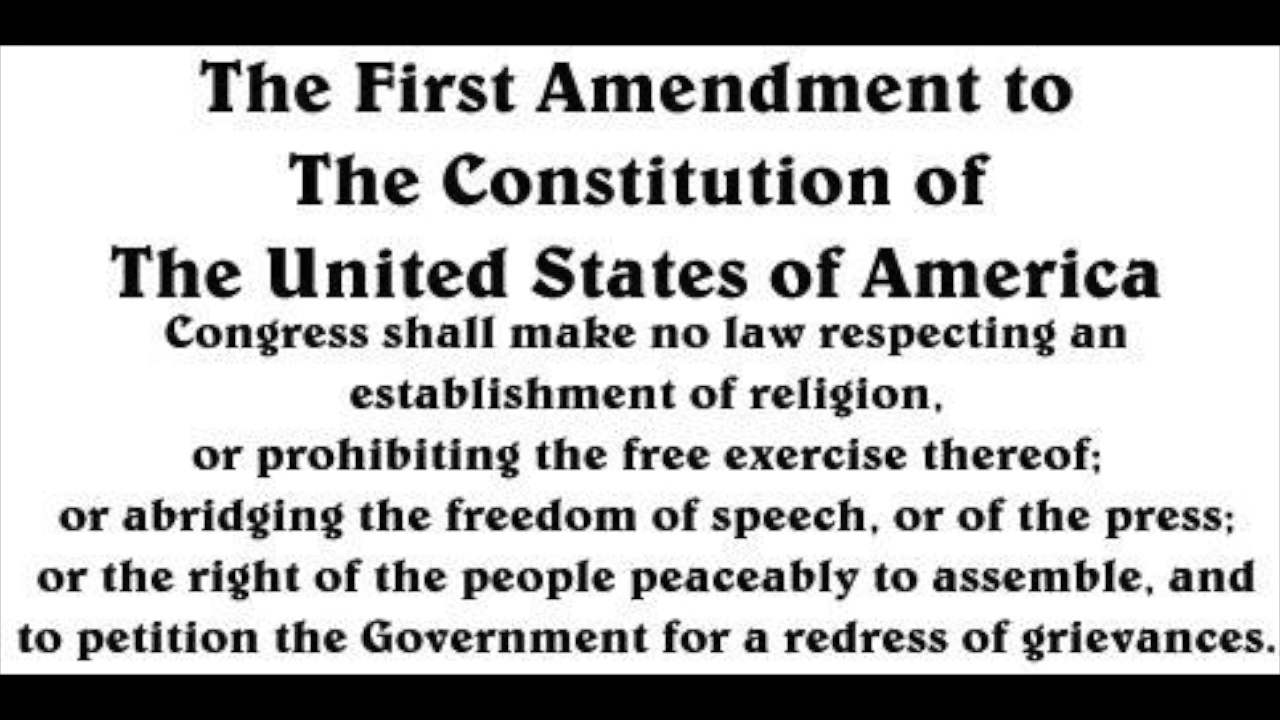 The First Amendment to
The Constitution of
The United States of America
Congress shall make no law respecting an
establishment of religion,
or prohibiting the free exercise thereof;
or abridging the freedom of speech, or of the press;
or the right of the people peaceably to assemble, and
to petition the Government for a redress of grievances.